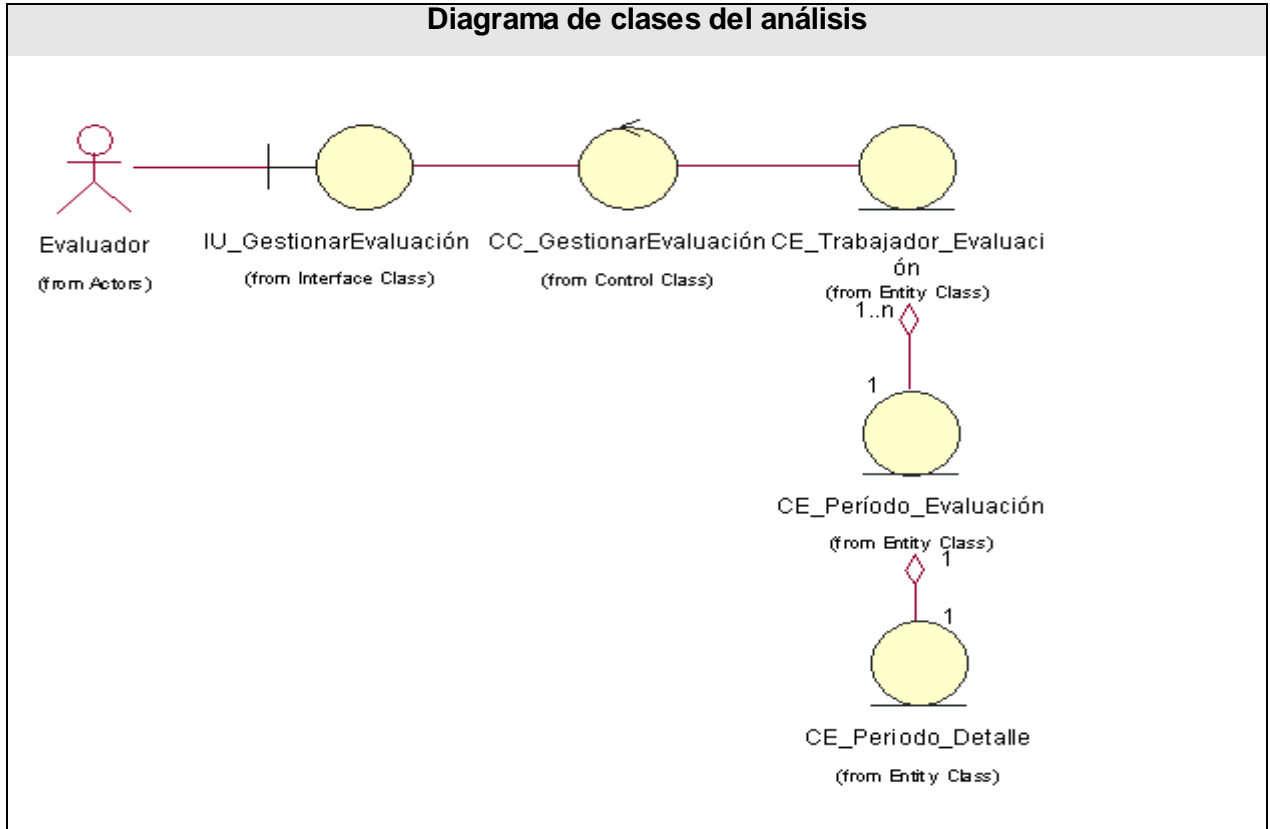 Diagrama de clases del análisis
Evaluador
(from Actors)
IU_GestionarEvaluación
(from Interface Class)
CC_GestionarEvaluación
(from Control Class)
CE_Trabajador_Evaluaci
ón
(from Entity Class)
1..n
1
CE_Período_Evaluación
(from Entity Class)
1
1
CE_Periodo_Detalle
(from Entity Class)